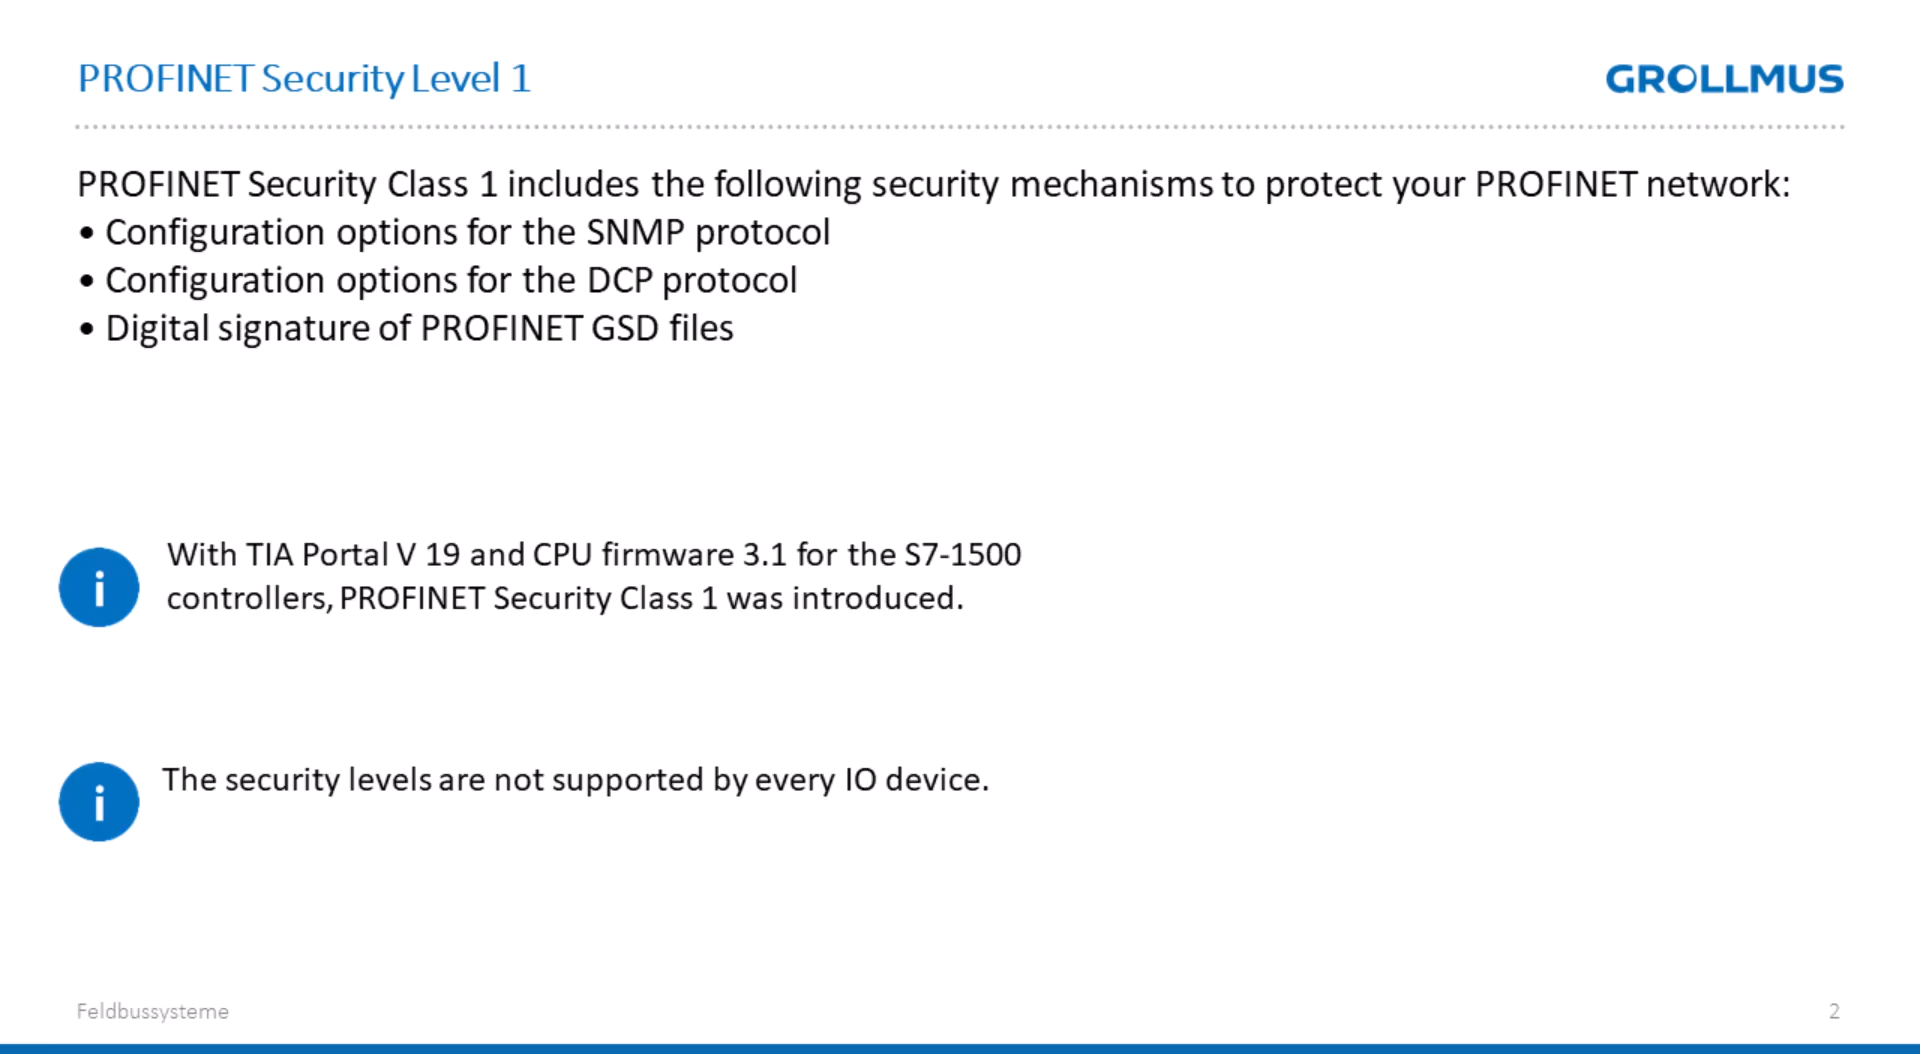 PROFINET Security Level 1
GROLLMUS
PROFINET Security Class 1 includes the following security mechanisms to protect your PROFINET network:
• Configuration options for the SNMP protocol
• Configuration options for the DCP protocol
• Digital signature of PROFINET GSD files
i
With TIA Portal V 19 and CPU firmware 3.1 for the S7-1500
controllers, PROFINET Security Class 1 was introduced.
i
The security levels are not supported by every IO device.
Feldbussysteme
2